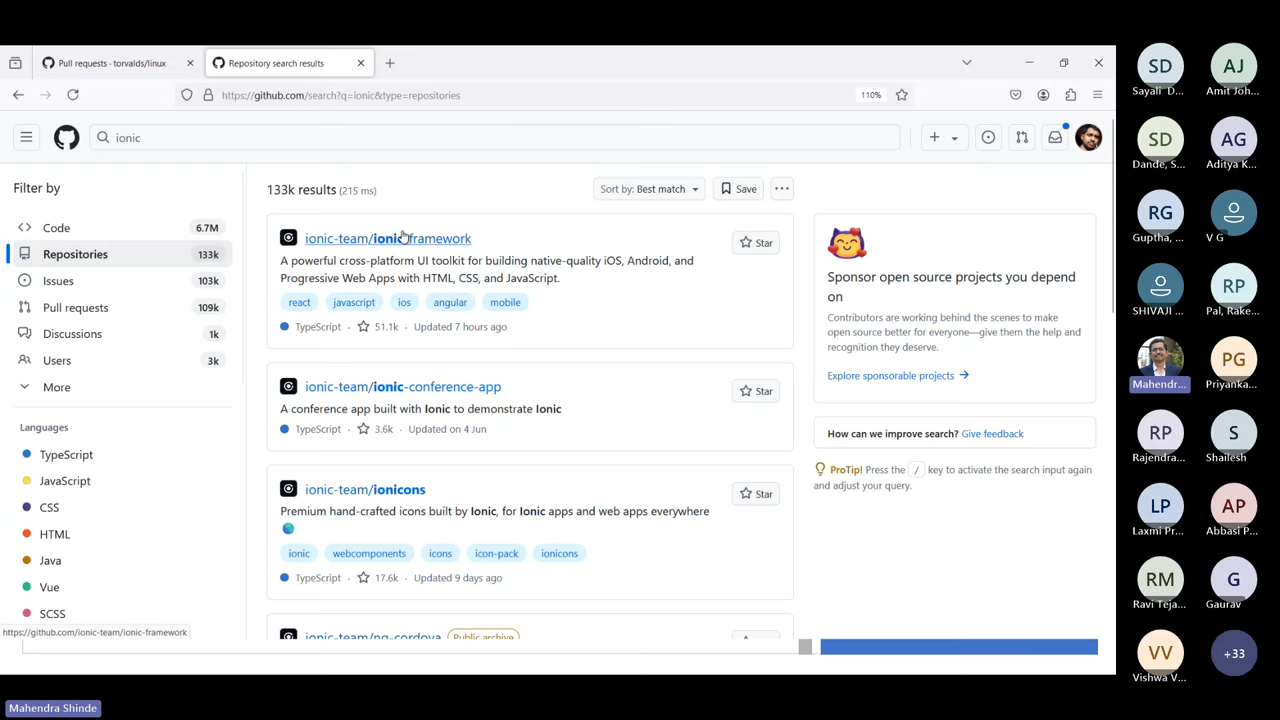 Pull requests · torvalds/linux
Repository search results
https://github.com/search?q=ionic&type=repositories
110%
ionic
Filter by
Code 6.7M
Repositories 133k
Issues 103k
Pull requests 109k
Discussions 1k
Users 3k
More
Languages
TypeScript
JavaScript
CSS
HTML
Java
Vue
SCSS
https://github.com/ionic-team/ionic-framework
133k results (215 ms)
Sort by: Best match
Save
ionic-team/ionic-framework
Star
A powerful cross-platform UI toolkit for building native-quality iOS, Android, and
Progressive Web Apps with HTML, CSS, and JavaScript.
react javascript ios angular mobile
TypeScript · 51.1k · Updated 7 hours ago
ionic-team/ionic-conference-app
Star
A conference app built with Ionic to demonstrate Ionic
TypeScript · 3.6k · Updated on 4 Jun
ionic-team/ionicons
Star
Premium hand-crafted icons built by Ionic, for Ionic apps and web apps everywhere
ionic webcomponents icons icon-pack ionicons
TypeScript · 17.6k · Updated 9 days ago
ionic-team/ng-cordova Public archive
Sponsor open source projects you depend
on
Contributors are working behind the scenes to make
open source better for everyone—give them the help and
recognition they deserve.
Explore sponsorable projects
How can we improve search? Give feedback
ProTip! Press the / key to activate the search input again
and adjust your query.
SD AJ
Sayali D... Amit Joh...
SD AG
Dande, S... Aditya K...
RG
Guptha, ... V G
RP
SHIVAJI ... Pal, Rake...
PG
Mahendr... Priyanka...
RP S
Rajendra... Shailesh
LP AP
Laxmi Pr... Abbasi P...
RM G
Ravi Teja... Gaurav
VV +33
Vishwa V...
Mahendra Shinde